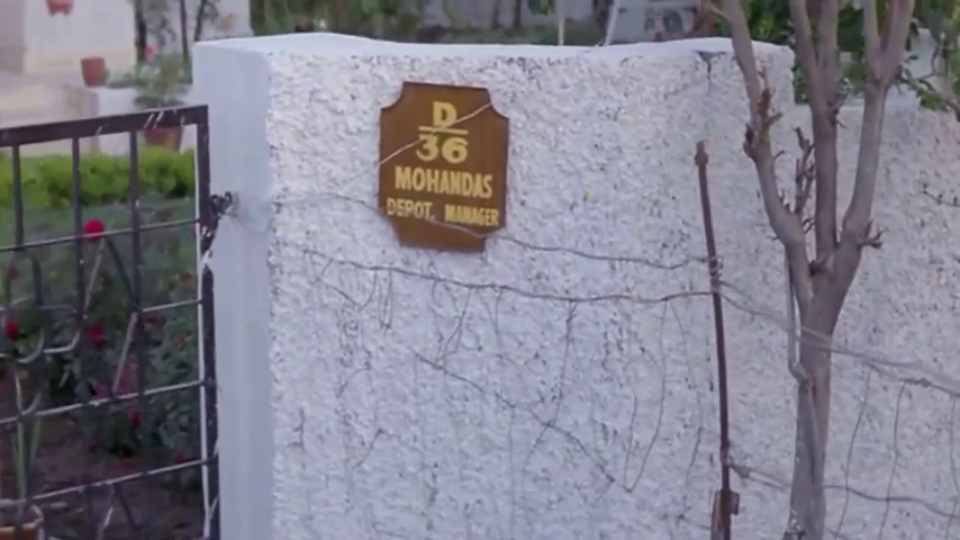 D
36
MOHANDAS
DEPOT. MANAGER